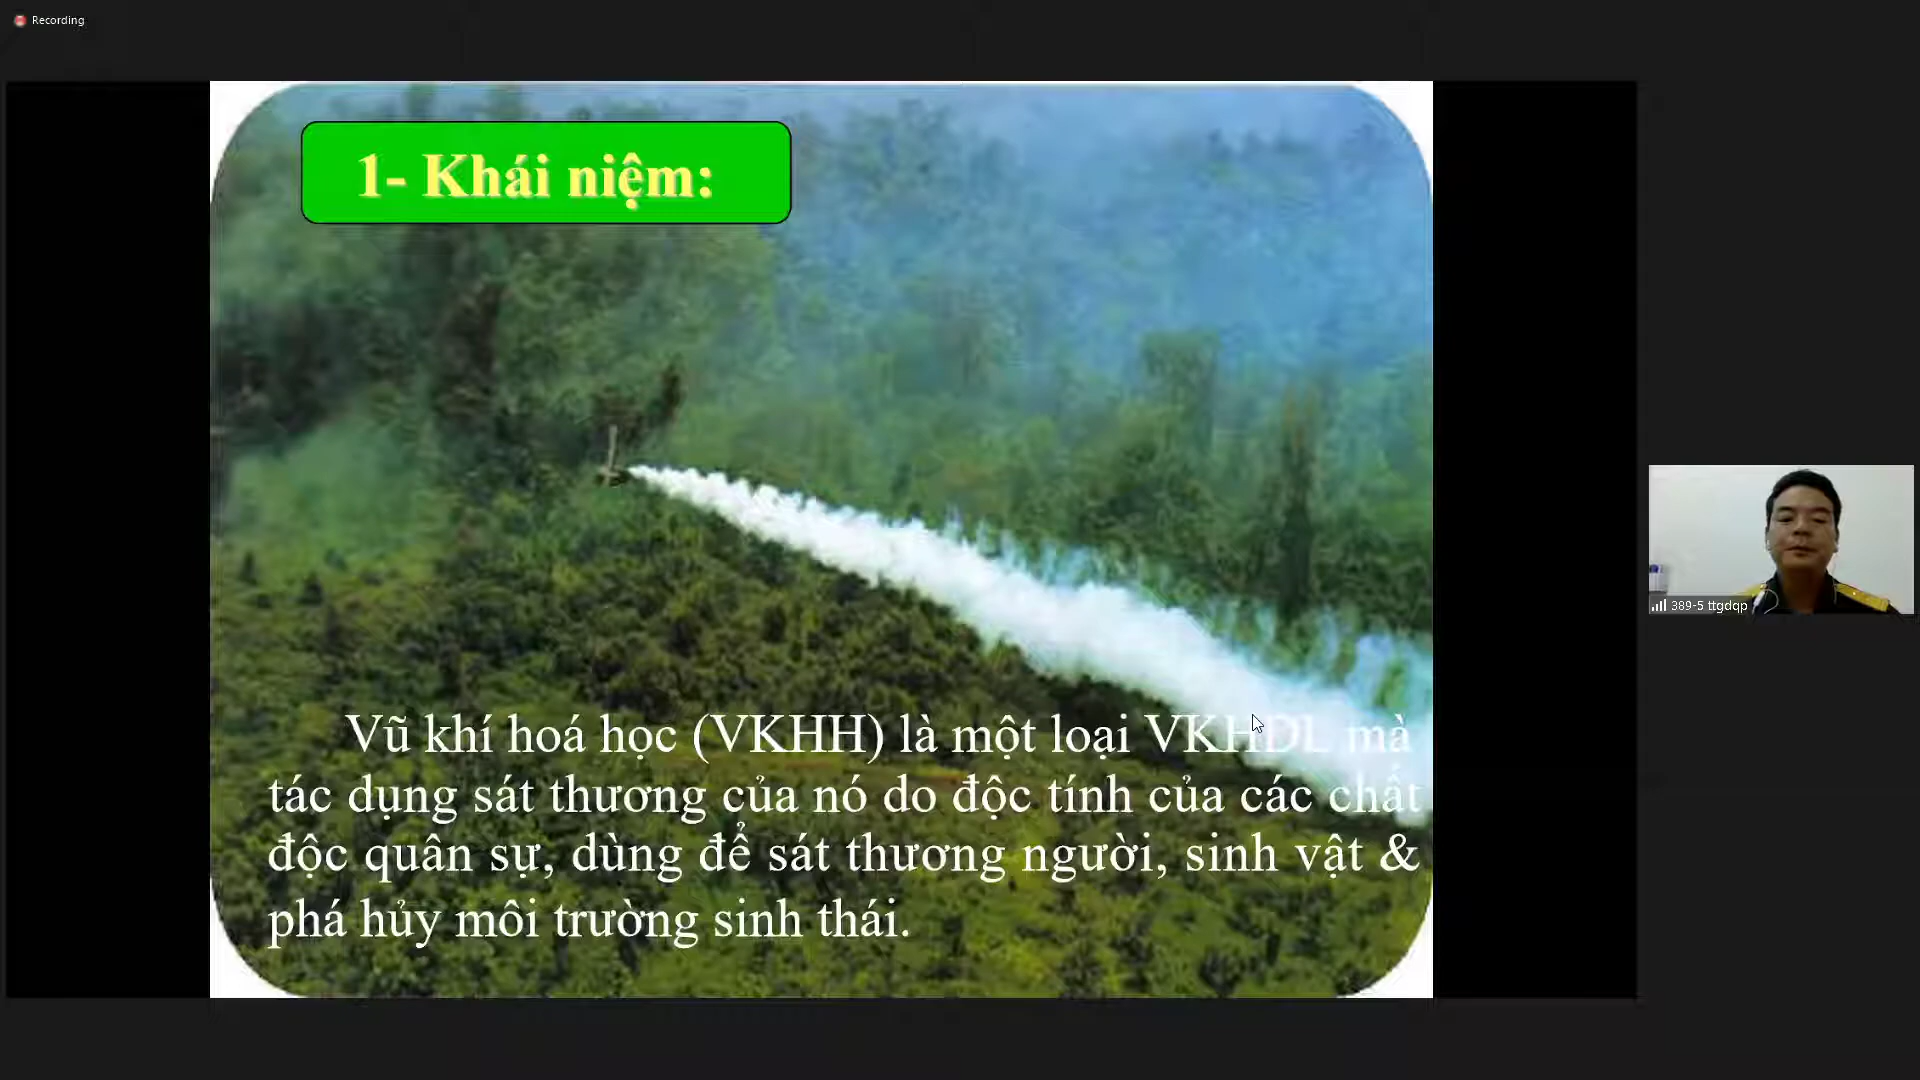 Recording
1- Khái niệm:
Vũ khí hoá học (VKHH) là một loại VKHDL mà
tác dụng sát thương của nó do độc tính của các chất
độc quân sự, dùng để sát thương người, sinh vật &
phá hủy môi trường sinh thái.
389-5 ttgdqp